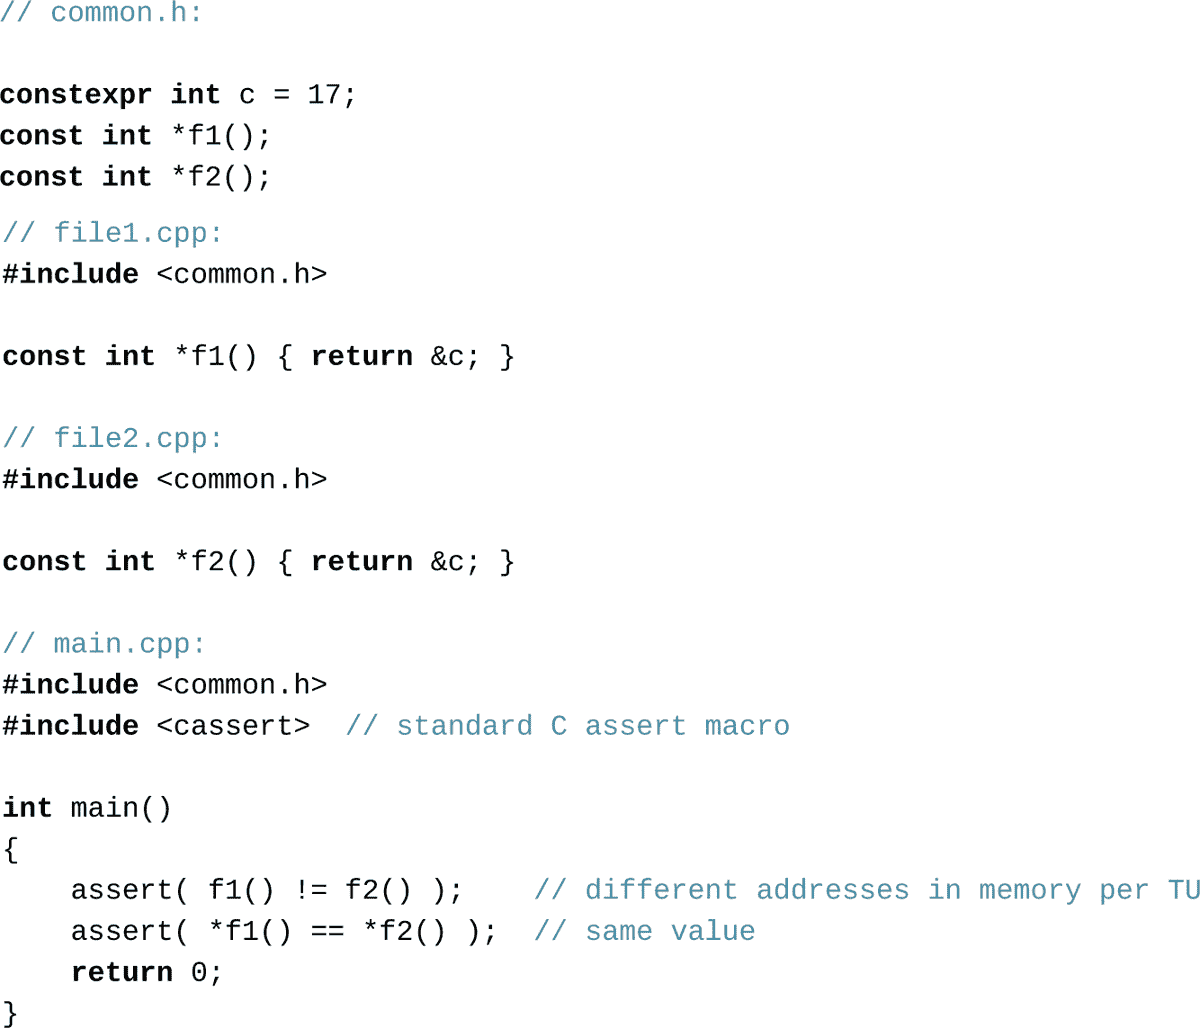 // common.h:
constexpr int c = 17;
const int *f1();
const int *f2();
// file1.cpp:
#include <common.h>
const int *f1() { return &c; }
// file2.cpp:
#include <common.h>
const int *f2() { return &c; }
// main.cpp:
#include <common.h>
#include <cassert>  // standard C assert macro
int main()
{
    assert( f1() != f2() );    // different addresses in memory per TU
    assert( *f1() == *f2() );  // same value
    return 0;
}